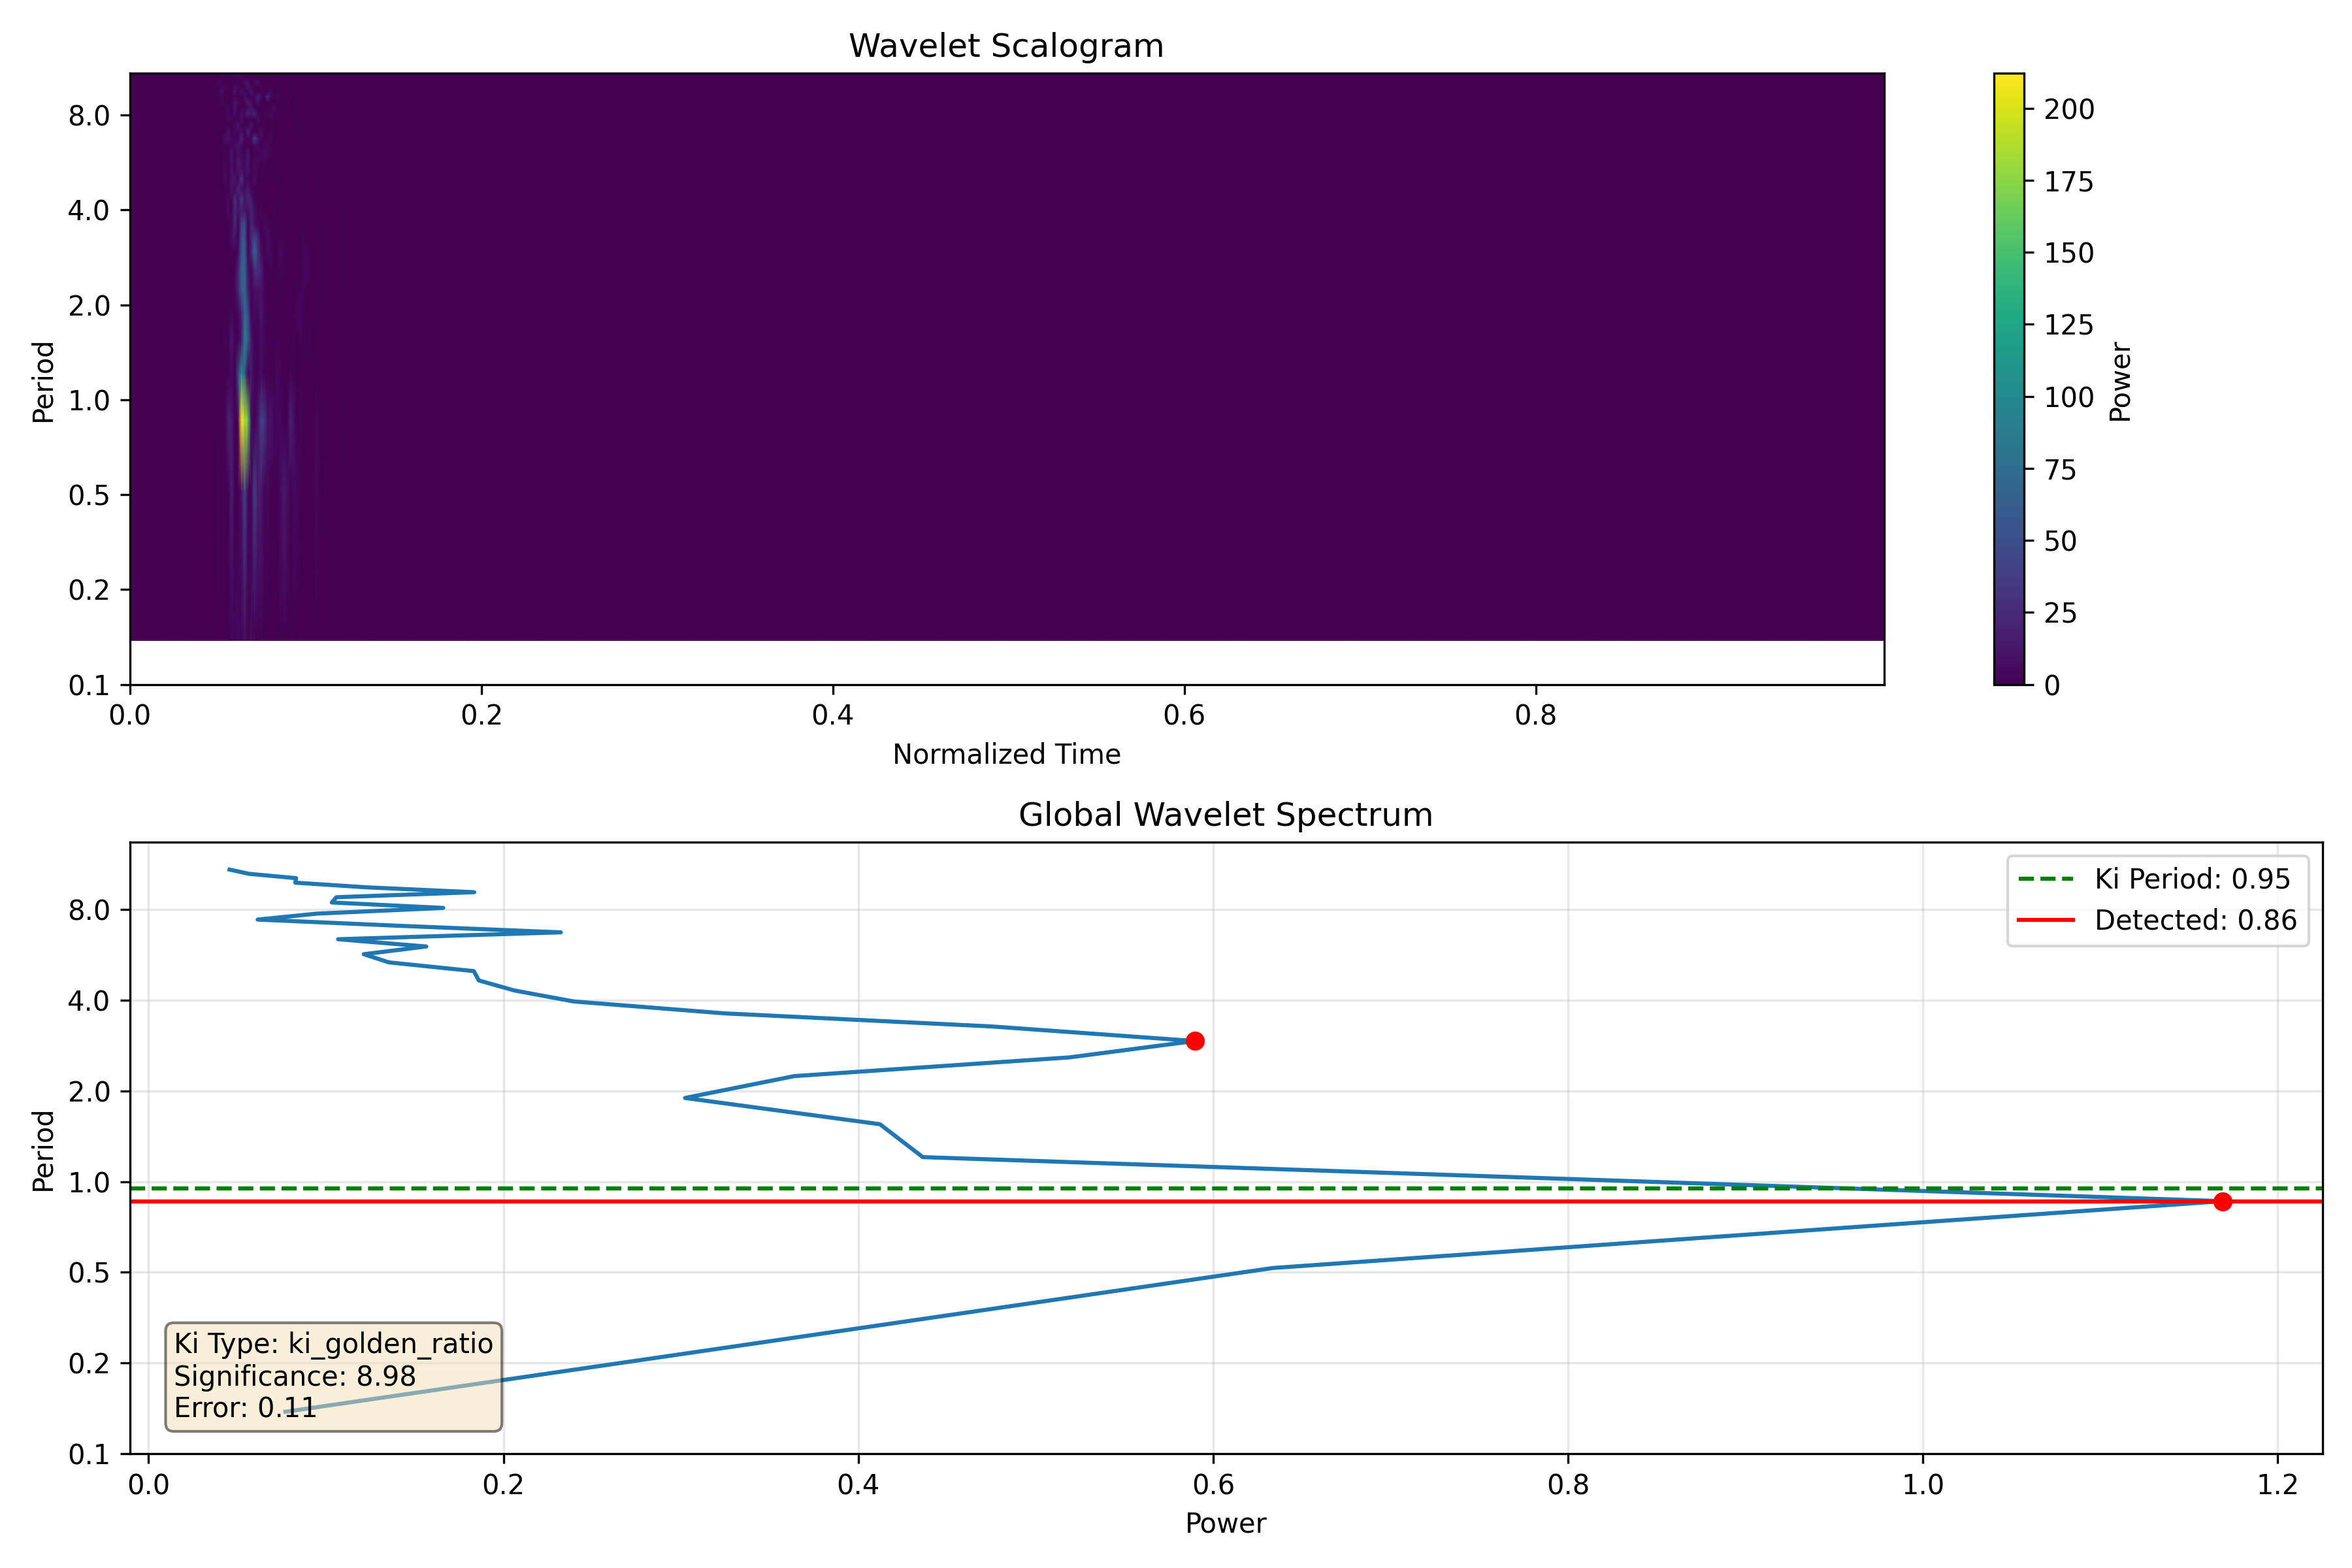 Wavelet Scalogram
8.0
4.0
2.0
1.0
0.5
0.2
0.1
Period
0.0
0.2
0.4
0.6
0.8
Normalized Time
200
175
150
125
100
75
50
25
0
Power
Global Wavelet Spectrum
8.0
4.0
2.0
1.0
0.5
0.2
0.1
Period
Ki Period: 0.95
Detected: 0.86
Ki Type: ki_golden_ratio
Significance: 8.98
Error: 0.11
0.0
0.2
0.4
0.6
0.8
1.0
1.2
Power